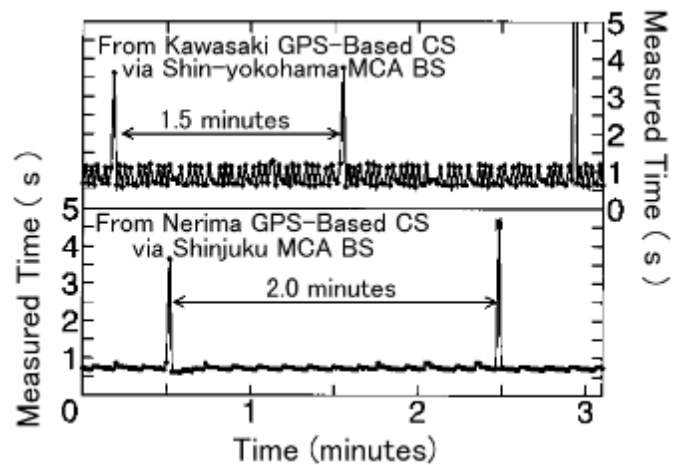 From Kawasaki GPS-Based CS
via Shin-yokohama MCA BS
1.5 minutes
5
4
3
2
1
0
Measured Time ( s )
From Nerima GPS-Based CS
via Shinjuku MCA BS
2.0 minutes
5
4
3
2
1
0
Measured Time ( s )
0
1
2
3
Time (minutes)